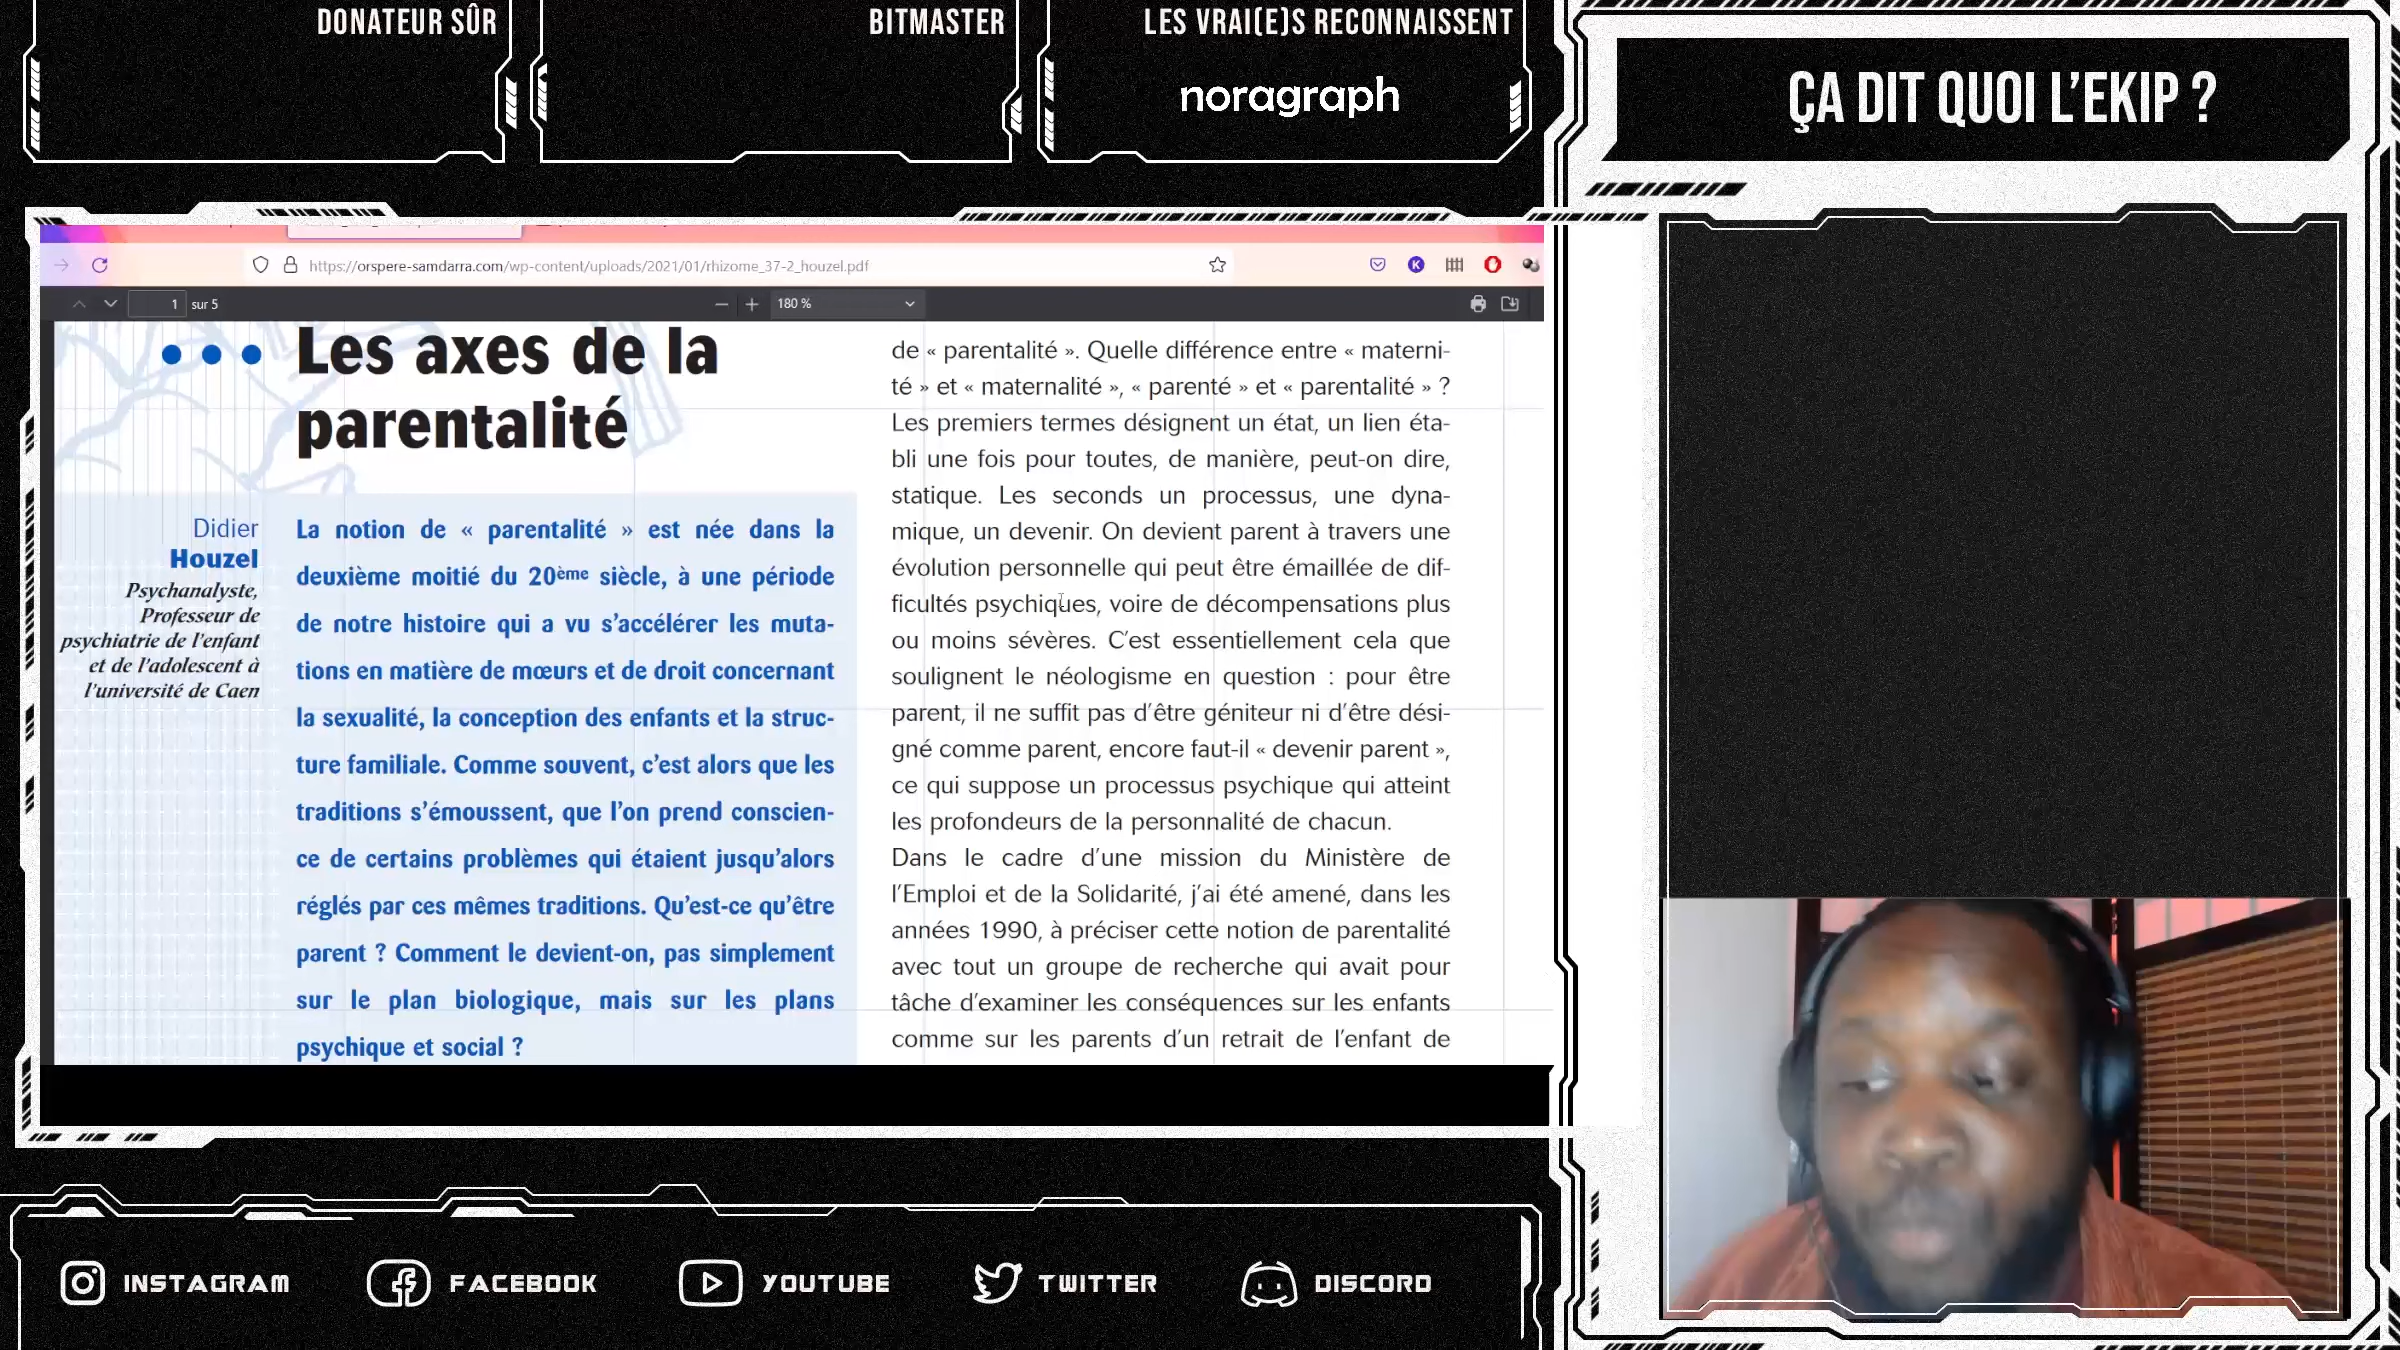 DONATEUR SÛR
BITMASTER
LES VRAI(E)S RECONNAISSENT
noragraph
ÇA DIT QUOI L'EKIP ?
https://orspere-samdarra.com/wp-content/uploads/2021/01/rhizome_37-2_houzel.pdf
K
1 sur 5
180 %
Les axes de la
parentalité
Didier
Houzel
Psychanalyste,
Professeur de
psychiatrie de l'enfant
et de l'adolescent à
l'université de Caen
La notion de « parentalité » est née dans la
deuxième moitié du 20ème siècle, à une période
de notre histoire qui a vu s'accélérer les muta-
tions en matière de mœurs et de droit concernant
la sexualité, la conception des enfants et la struc-
ture familiale. Comme souvent, c'est alors que les
traditions s'émoussent, que l'on prend conscien-
ce de certains problèmes qui étaient jusqu'alors
réglés par ces mêmes traditions. Qu'est-ce qu'être
parent ? Comment le devient-on, pas simplement
sur le plan biologique, mais sur les plans
psychique et social ?
de « parentalité ». Quelle différence entre « materni-
té » et « maternalité », « parenté » et « parentalité » ?
Les premiers termes désignent un état, un lien éta-
bli une fois pour toutes, de manière, peut-on dire,
statique. Les seconds un processus, une dyna-
mique, un devenir. On devient parent à travers une
évolution personnelle qui peut être émaillée de dif-
ficultés psychiques, voire de décompensations plus
ou moins sévères. C'est essentiellement cela que
soulignent le néologisme en question : pour être
parent, il ne suffit pas d'être géniteur ni d'être dési-
gné comme parent, encore faut-il « devenir parent »,
ce qui suppose un processus psychique qui atteint
les profondeurs de la personnalité de chacun.
Dans le cadre d'une mission du Ministère de
l'Emploi et de la Solidarité, j'ai été amené, dans les
années 1990, à préciser cette notion de parentalité
avec tout un groupe de recherche qui avait pour
tâche d'examiner les conséquences sur les enfants
comme sur les parents d'un retrait de l'enfant de
INSTAGRAM
FACEBOOK
YOUTUBE
TWITTER
DISCORD